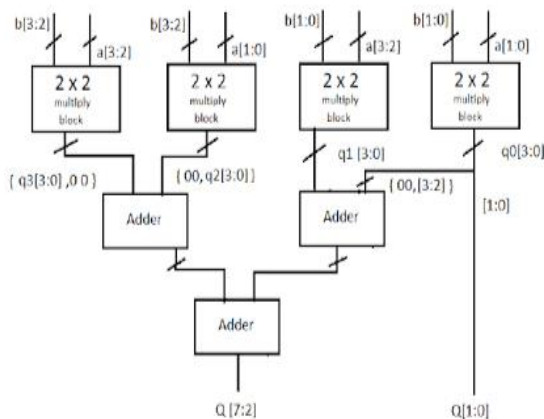 b[3:2] b[3:2] b[1:0] b[1:0]
a[3:2] a[1:0] a[3:2] a[1:0]
2 x 2 2 x 2 2 x 2 2 x 2
multiply multiply multiply multiply
block block block block
{ q3[3:0] ,0 0 } { 00, q2[3:0] } q1 [3:0] q0[3:0]
{ 00,[3:2] }
Adder Adder [1:0]
Adder
Q [7:2] Q[1:0]